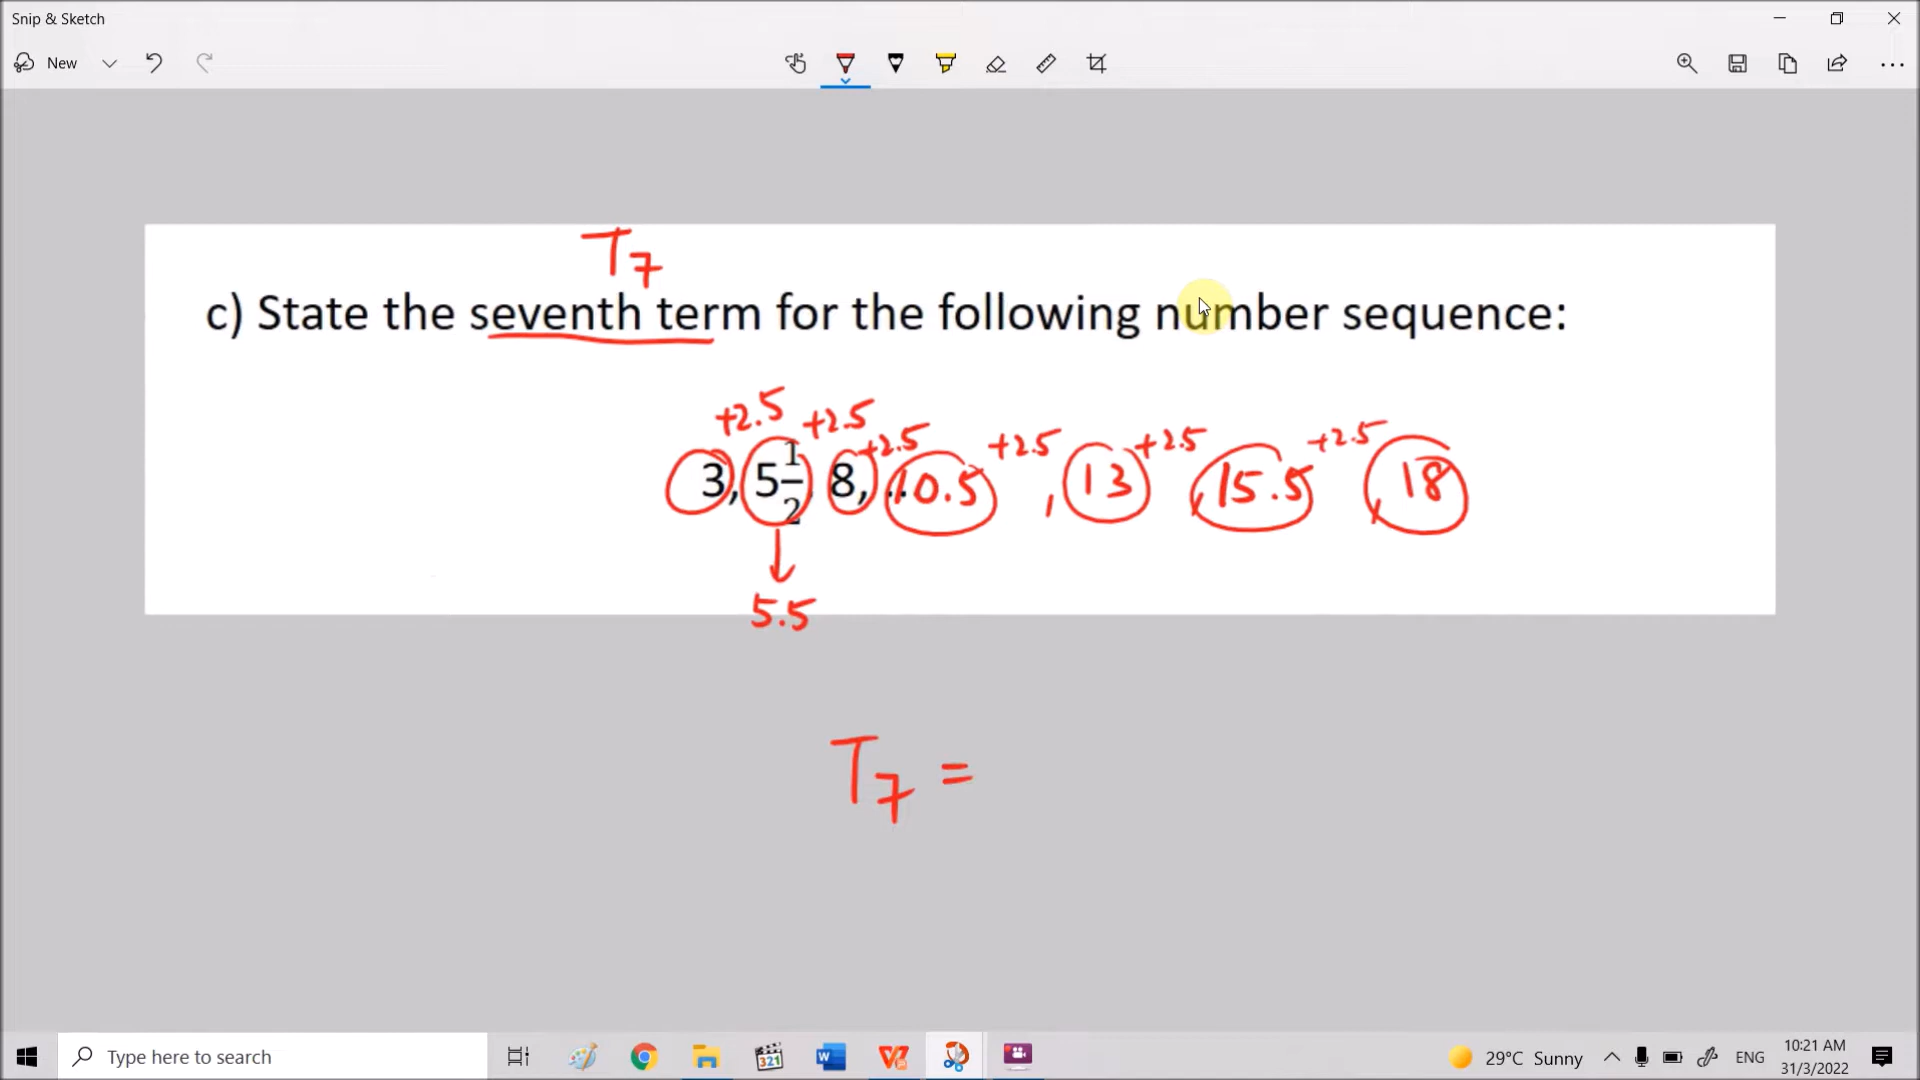 Snip & Sketch
New
T7
c) State the seventh term for the following number sequence:
+2.5 +2.5 +2.5 +2.5 +2.5 +2.5
3, 5 1/2, 8, ... 10.5, 13, 15.5, 18
5.5
T7 =
Type here to search
321
W
29°C Sunny
ENG
10:21 AM
31/3/2022